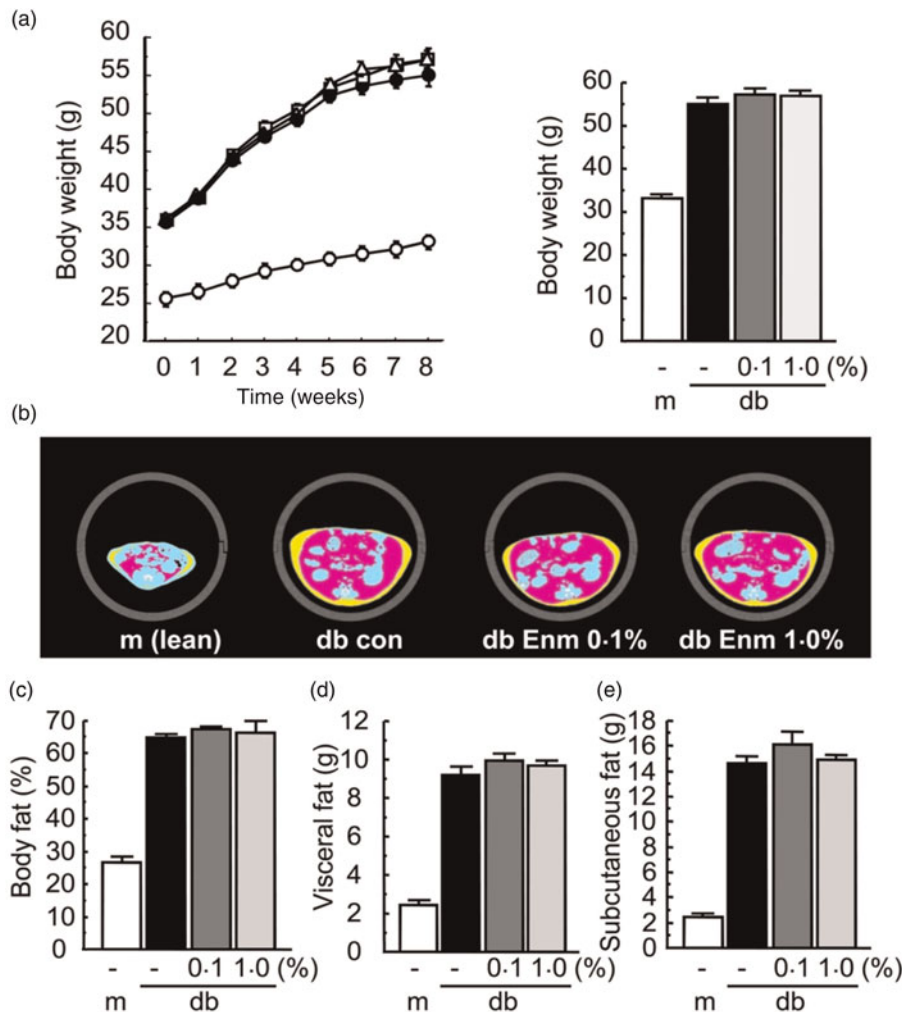 (a)
Body weight (g)
60
55
50
45
40
35
30
25
20
0 1 2 3 4 5 6 7 8
Time (weeks)
Body weight (g)
60
50
40
30
20
10
0
- - 0·1 1·0 (%)
m db
(b)
m (lean) db con db Enm 0·1% db Enm 1·0%
(c)
Body fat (%)
70
60
50
40
30
20
10
0
- - 0·1 1·0 (%)
m db
(d)
Visceral fat (g)
12
10
8
6
4
2
0
- - 0·1 1·0 (%)
m db
(e)
Subcutaneous fat (g)
18
16
14
12
10
8
6
4
2
0
- - 0·1 1·0 (%)
m db